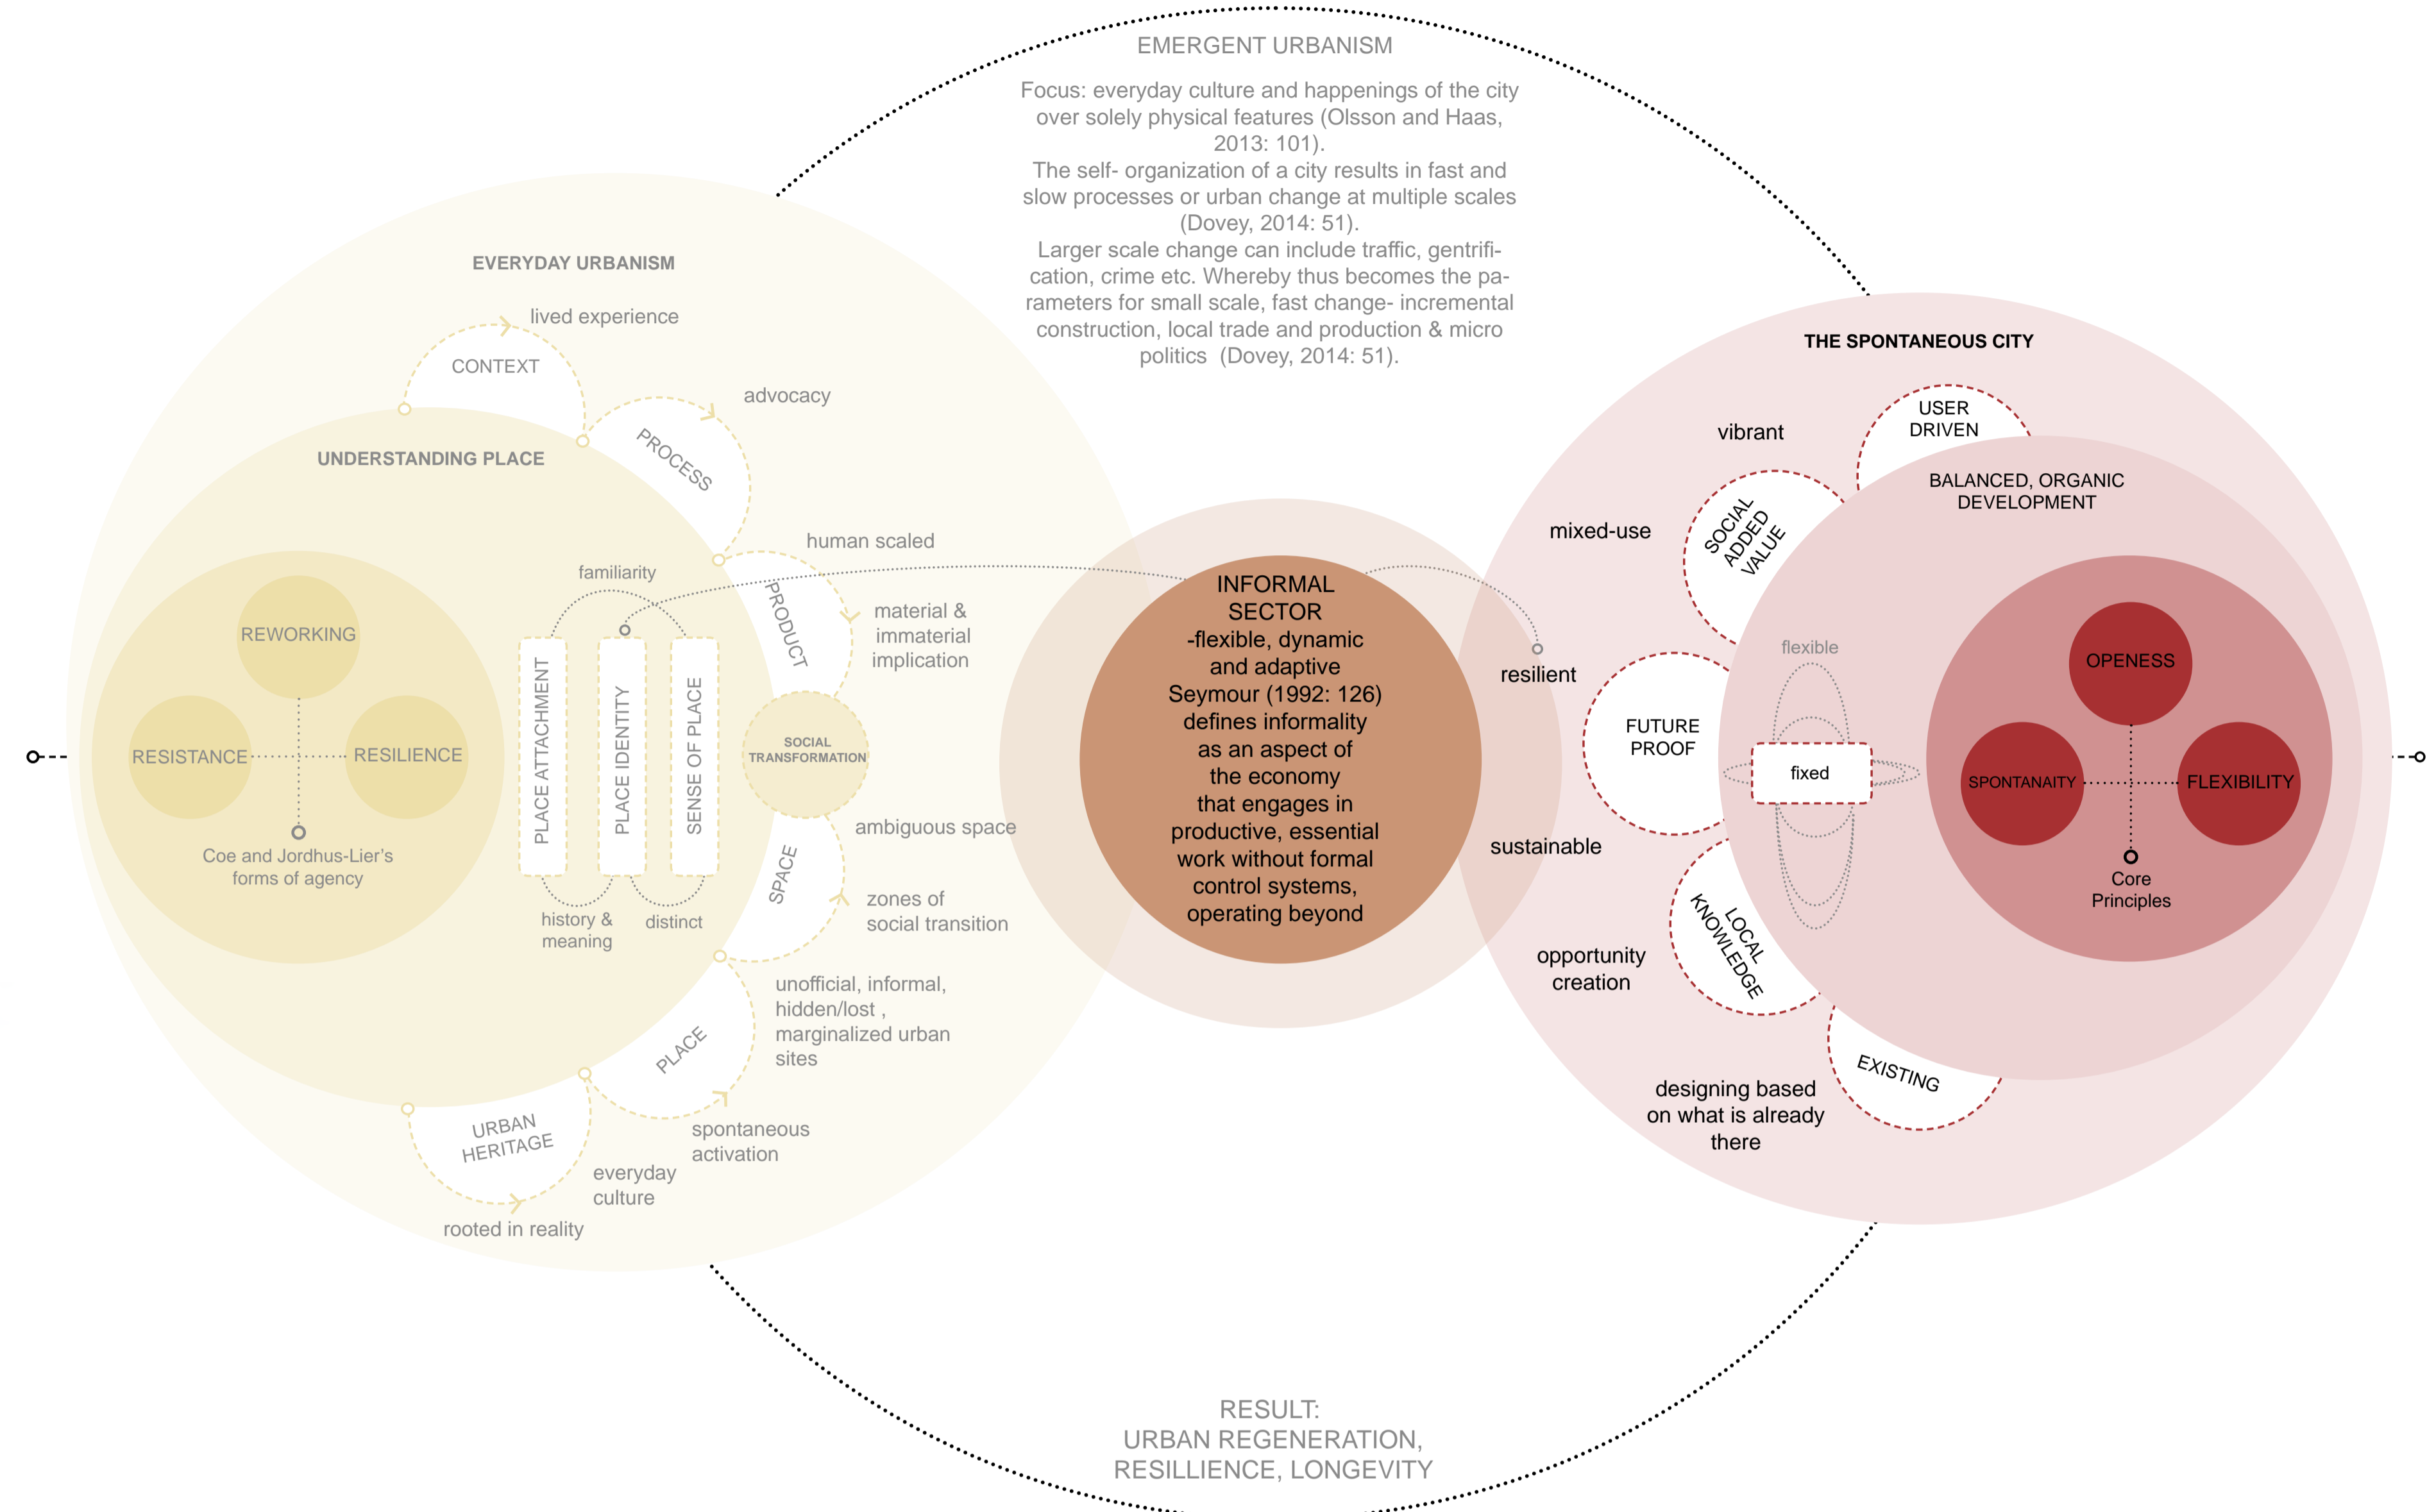 EMERGENT URBANISM
Focus: everyday culture and happenings of the city
over solely physical features (Olsson and Haas,
2013: 101).
The self- organization of a city results in fast and
slow processes or urban change at multiple scales
(Dovey, 2014: 51).
Larger scale change can include traffic, gentrifi-
cation, crime etc. Whereby thus becomes the pa-
rameters for small scale, fast change- incremental
construction, local trade and production & micro
politics  (Dovey, 2014: 51).
EVERYDAY URBANISM
lived experience
CONTEXT
advocacy
PROCESS
UNDERSTANDING PLACE
human scaled
PRODUCT
material &
immaterial
implication
familiarity
REWORKING
RESISTANCE
RESILIENCE
Coe and Jordhus-Lier's
forms of agency
PLACE ATTACHMENT
PLACE IDENTITY
SENSE OF PLACE
history &
meaning
distinct
SOCIAL
TRANSFORMATION
ambiguous space
SPACE
zones of
social transition
unofficial, informal,
hidden/lost ,
marginalized urban
sites
PLACE
spontaneous
activation
URBAN
HERITAGE
everyday
culture
rooted in reality
INFORMAL
SECTOR
-flexible, dynamic
and adaptive
Seymour (1992: 126)
defines informality
as an aspect of
the economy
that engages in
productive, essential
work without formal
control systems,
operating beyond
THE SPONTANEOUS CITY
USER
DRIVEN
vibrant
BALANCED, ORGANIC
DEVELOPMENT
SOCIAL
ADDED
VALUE
mixed-use
resilient
FUTURE
PROOF
flexible
fixed
OPENESS
SPONTANAITY
FLEXIBILITY
Core
Principles
sustainable
LOCAL
KNOWLEDGE
opportunity
creation
EXISTING
designing based
on what is already
there
RESULT:
URBAN REGENERATION,
RESILLIENCE, LONGEVITY